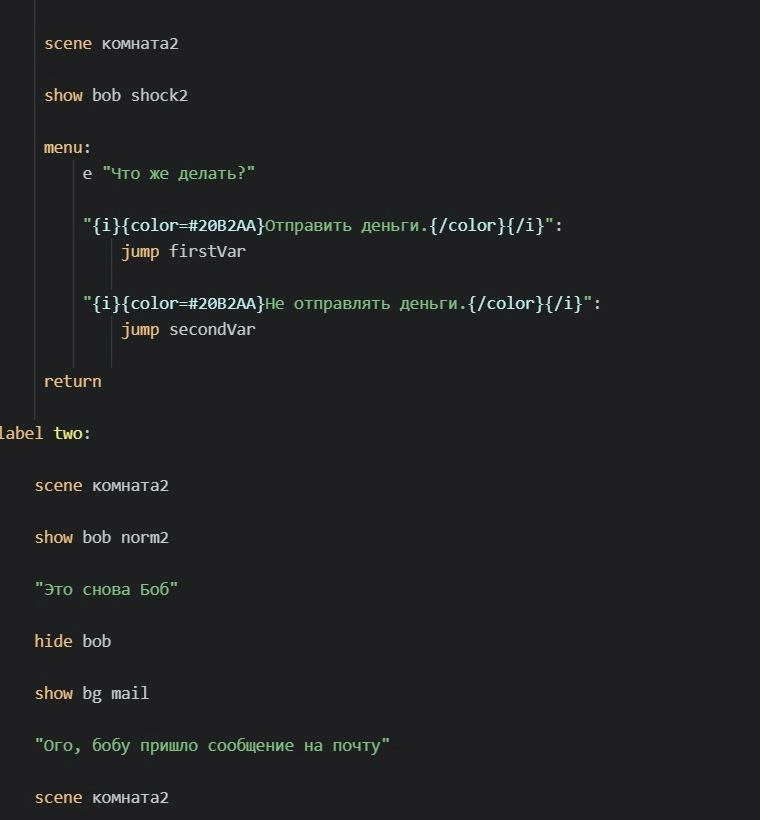 scene комната2
show bob shock2
menu:
e "Что же делать?"
"{i}{color=#20B2AA}Отправить деньги.{/color}{/i}":
jump firstVar
"{i}{color=#20B2AA}Не отправлять деньги.{/color}{/i}":
jump secondVar
return
label two:
scene комната2
show bob norm2
"Это снова Боб"
hide bob
show bg mail
"Ого, бобу пришло сообщение на почту"
scene комната2